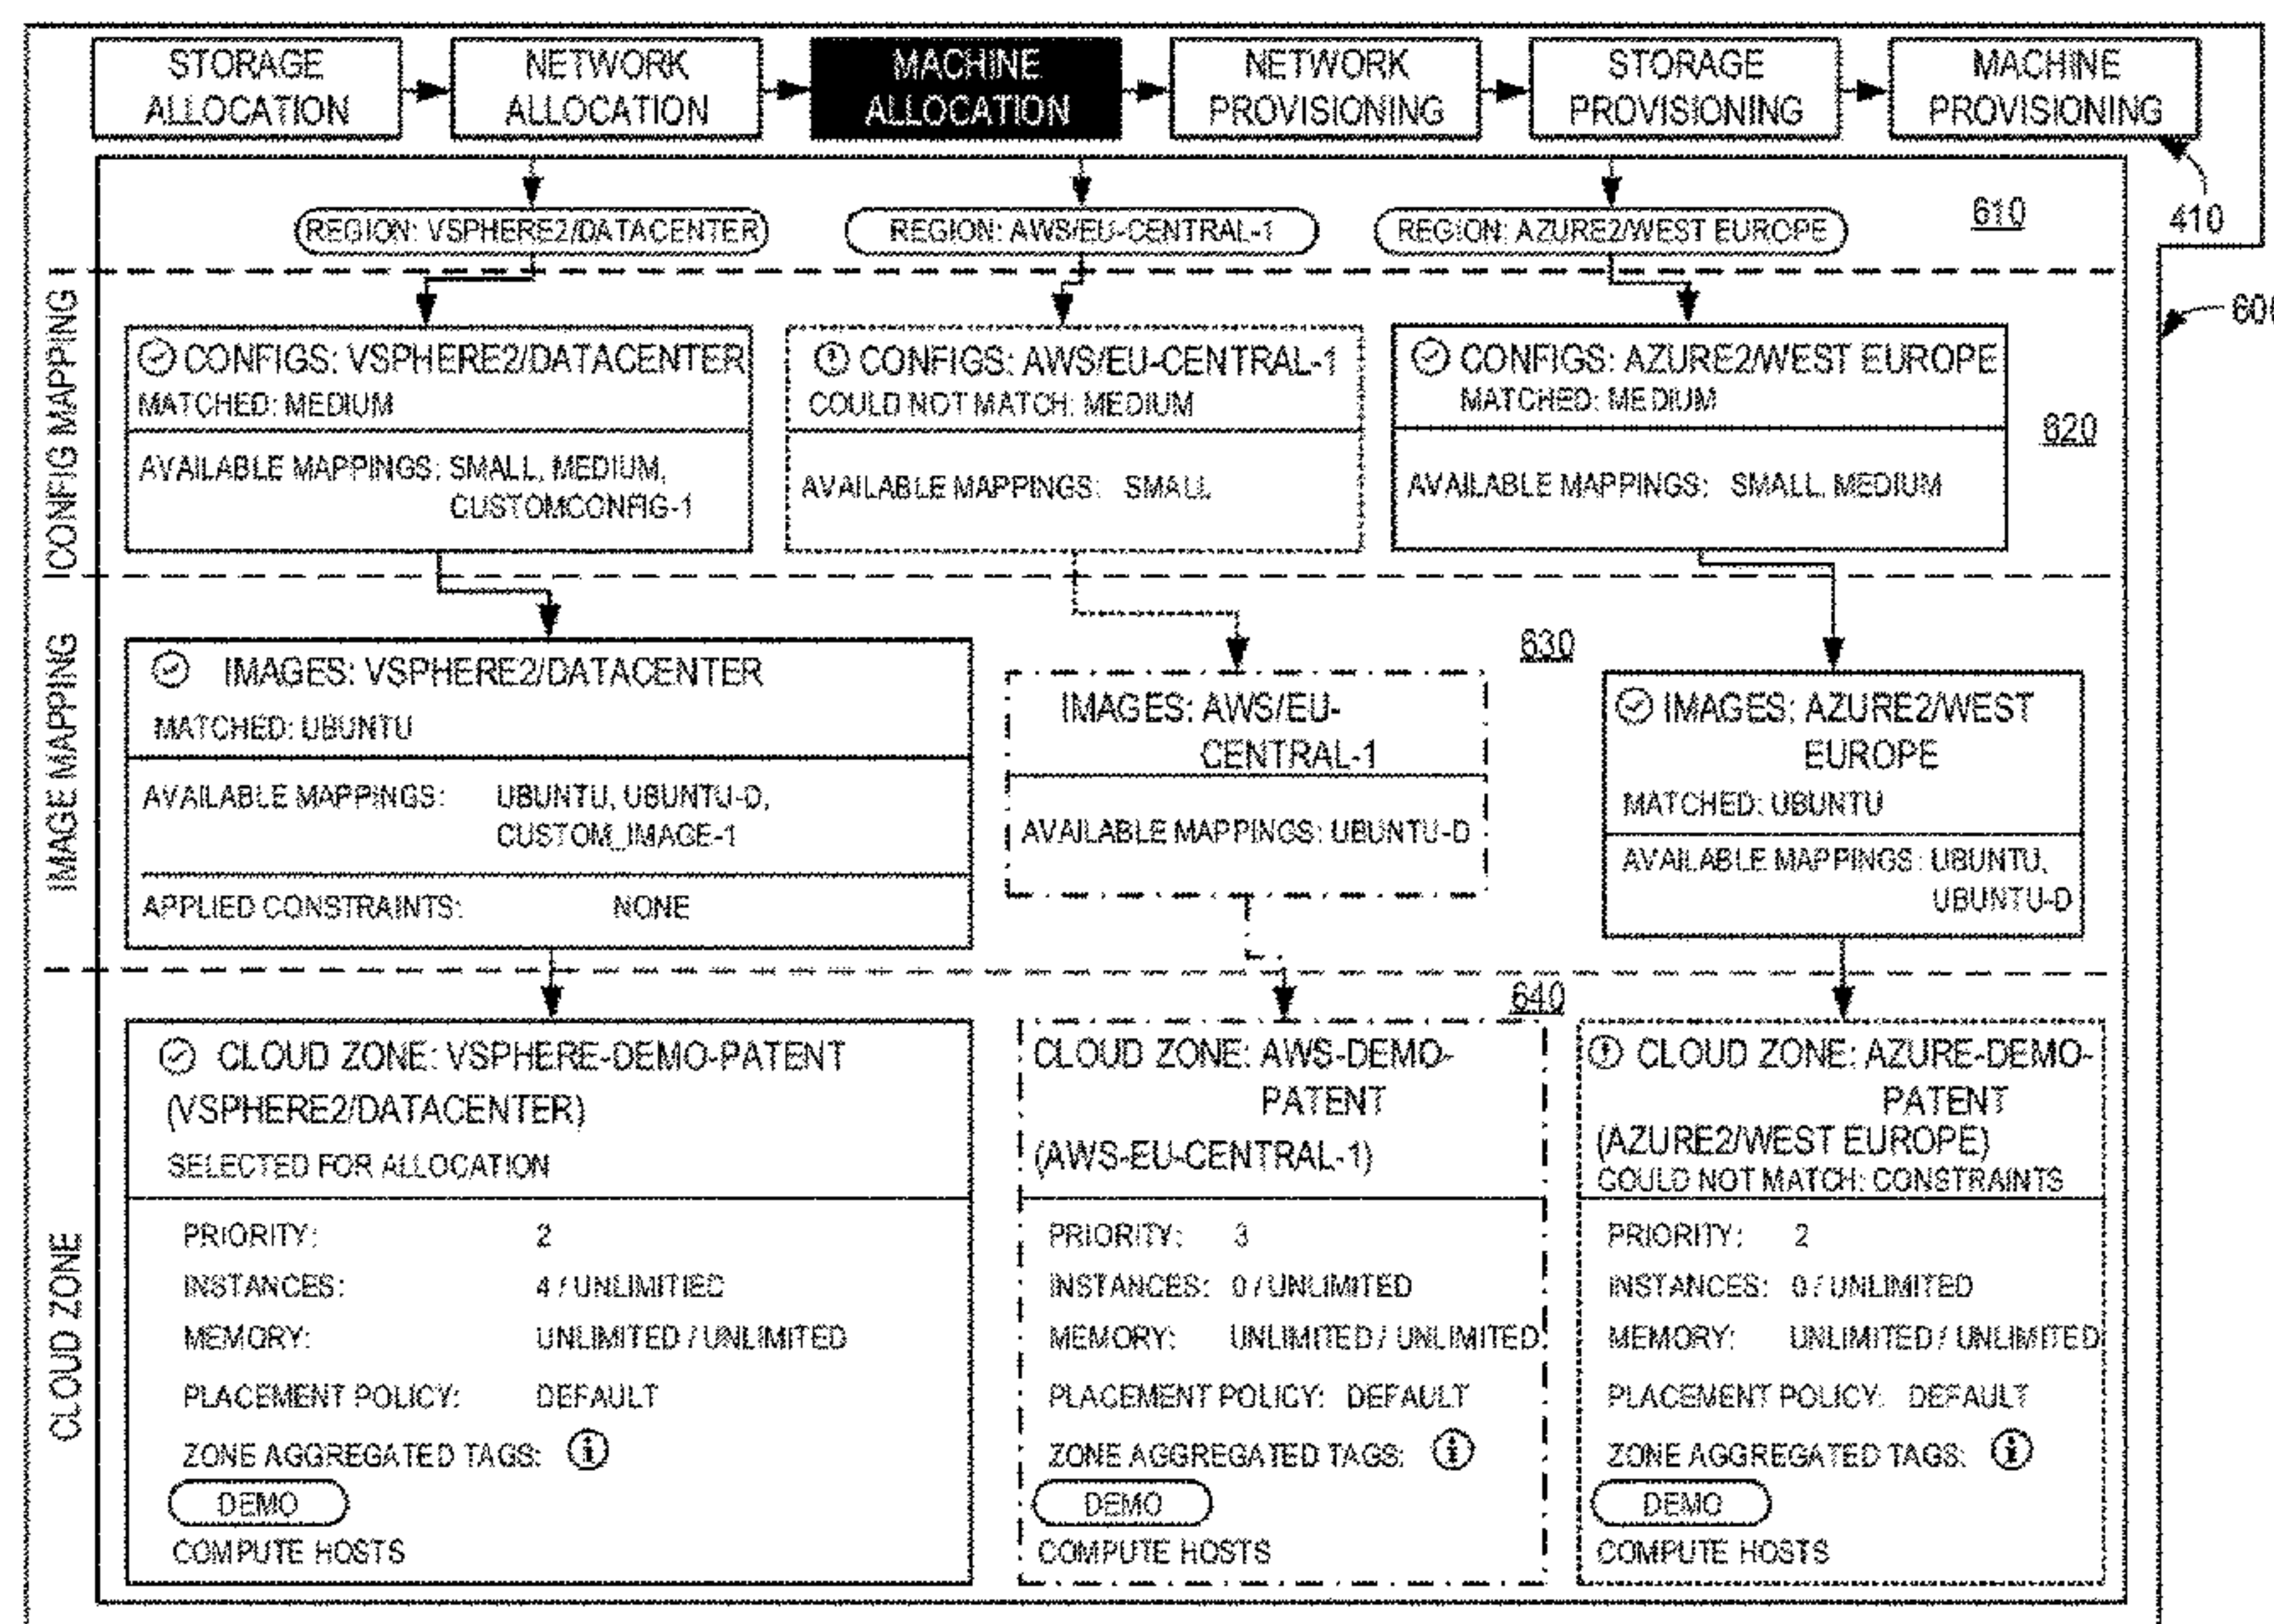 STORAGE
ALLOCATION
NETWORK
ALLOCATION
MACHINE
ALLOCATION
NETWORK
PROVISIONING
STORAGE
PROVISIONING
MACHINE
PROVISIONING
410
600
REGION: VSPHERE2/DATACENTER
REGION: AWS/EU-CENTRAL-1
REGION: AZURE2/WEST EUROPE
610
CONFIG MAPPING
CONFIGS: VSPHERE2/DATACENTER
MATCHED: MEDIUM
AVAILABLE MAPPINGS: SMALL, MEDIUM,
CUSTOMCONFIG-1
CONFIGS: AWS/EU-CENTRAL-1
COULD NOT MATCH: MEDIUM
AVAILABLE MAPPINGS: SMALL
CONFIGS: AZURE2/WEST EUROPE
MATCHED: MEDIUM
AVAILABLE MAPPINGS: SMALL, MEDIUM
620
IMAGE MAPPING
IMAGES: VSPHERE2/DATACENTER
MATCHED: UBUNTU
AVAILABLE MAPPINGS: UBUNTU, UBUNTU-D,
CUSTOM_IMAGE-1
APPLIED CONSTRAINTS: NONE
IMAGES: AWS/EU-
CENTRAL-1
AVAILABLE MAPPINGS: UBUNTU-D
630
IMAGES: AZURE2/WEST
EUROPE
MATCHED: UBUNTU
AVAILABLE MAPPINGS: UBUNTU,
UBUNTU-D
CLOUD ZONE
CLOUD ZONE: VSPHERE-DEMO-PATENT
(VSPHERE2/DATACENTER)
SELECTED FOR ALLOCATION
PRIORITY: 2
INSTANCES: 4 / UNLIMITIED
MEMORY: UNLIMITED / UNLIMITED
PLACEMENT POLICY: DEFAULT
ZONE AGGREGATED TAGS: i
DEMO
COMPUTE HOSTS
640
CLOUD ZONE: AWS-DEMO-
PATENT
(AWS-EU-CENTRAL-1)
PRIORITY: 3
INSTANCES: 0 / UNLIMITED
MEMORY: UNLIMITED / UNLIMITED
PLACEMENT POLICY: DEFAULT
ZONE AGGREGATED TAGS: i
DEMO
COMPUTE HOSTS
CLOUD ZONE: AZURE-DEMO-
PATENT
(AZURE2/WEST EUROPE)
COULD NOT MATCH: CONSTRAINTS
PRIORITY: 2
INSTANCES: 0 / UNLIMITED
MEMORY: UNLIMITED / UNLIMITED
PLACEMENT POLICY: DEFAULT
ZONE AGGREGATED TAGS: i
DEMO
COMPUTE HOSTS